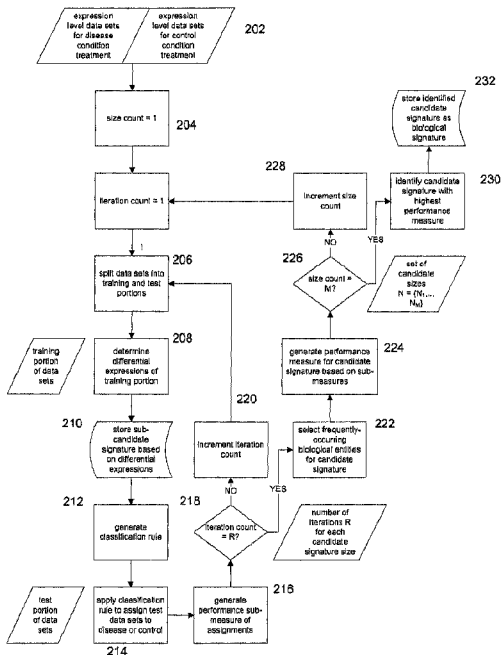 expression
level data sets
for disease
condition
treatment
expression
level data sets
for control
condition
treatment
202
size count = 1
204
iteration count = 1
1
206
split data sets into
training and test
portions
208
training
portion of data
sets
determine
differential
expressions of
training portion
210
store sub-
candidate
signature based
on differential
expressions
212
generate
classification rule
test
portion
of data
sets
apply classification
rule to assign test
data sets to
disease or control
214
generate
performance sub-
measure of
assignments
216
218
iteration count
= R?
NO
YES
number of
iterations R
for each
candidate
signature size
220
increment iteration
count
222
select frequently-
occurring
biological entities
for candidate
signature
224
generate performance
measure for candidate
signature based on sub-
measures
226
size count =
M?
NO
YES
set of
candidate
sizes
N = {N1,...,
NM}
228
increment size
count
230
identify candidate
signature with
highest
performance
measure
232
store identified
candidate
signature as
biological
signature